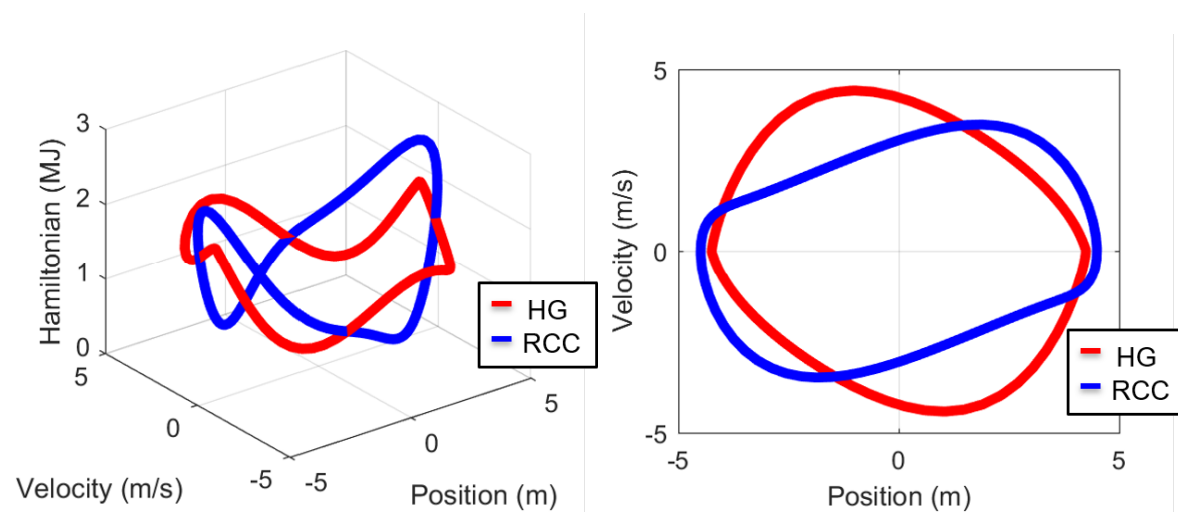 Hamiltonian (MJ)
3
2
1
0
5
0
-5
Velocity (m/s)
-5
0
5
Position (m)
HG
RCC
Velocity (m/s)
5
0
-5
-5
0
5
Position (m)
HG
RCC